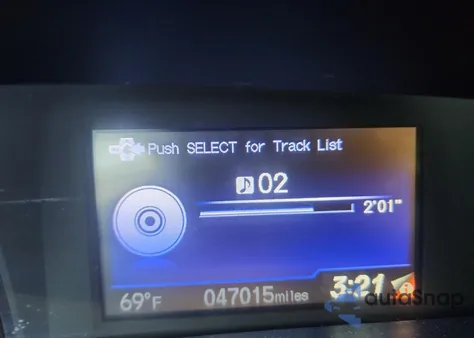 Push SELECT for Track List
02
2'01"
69°F 047015miles 3:21
autoSnap